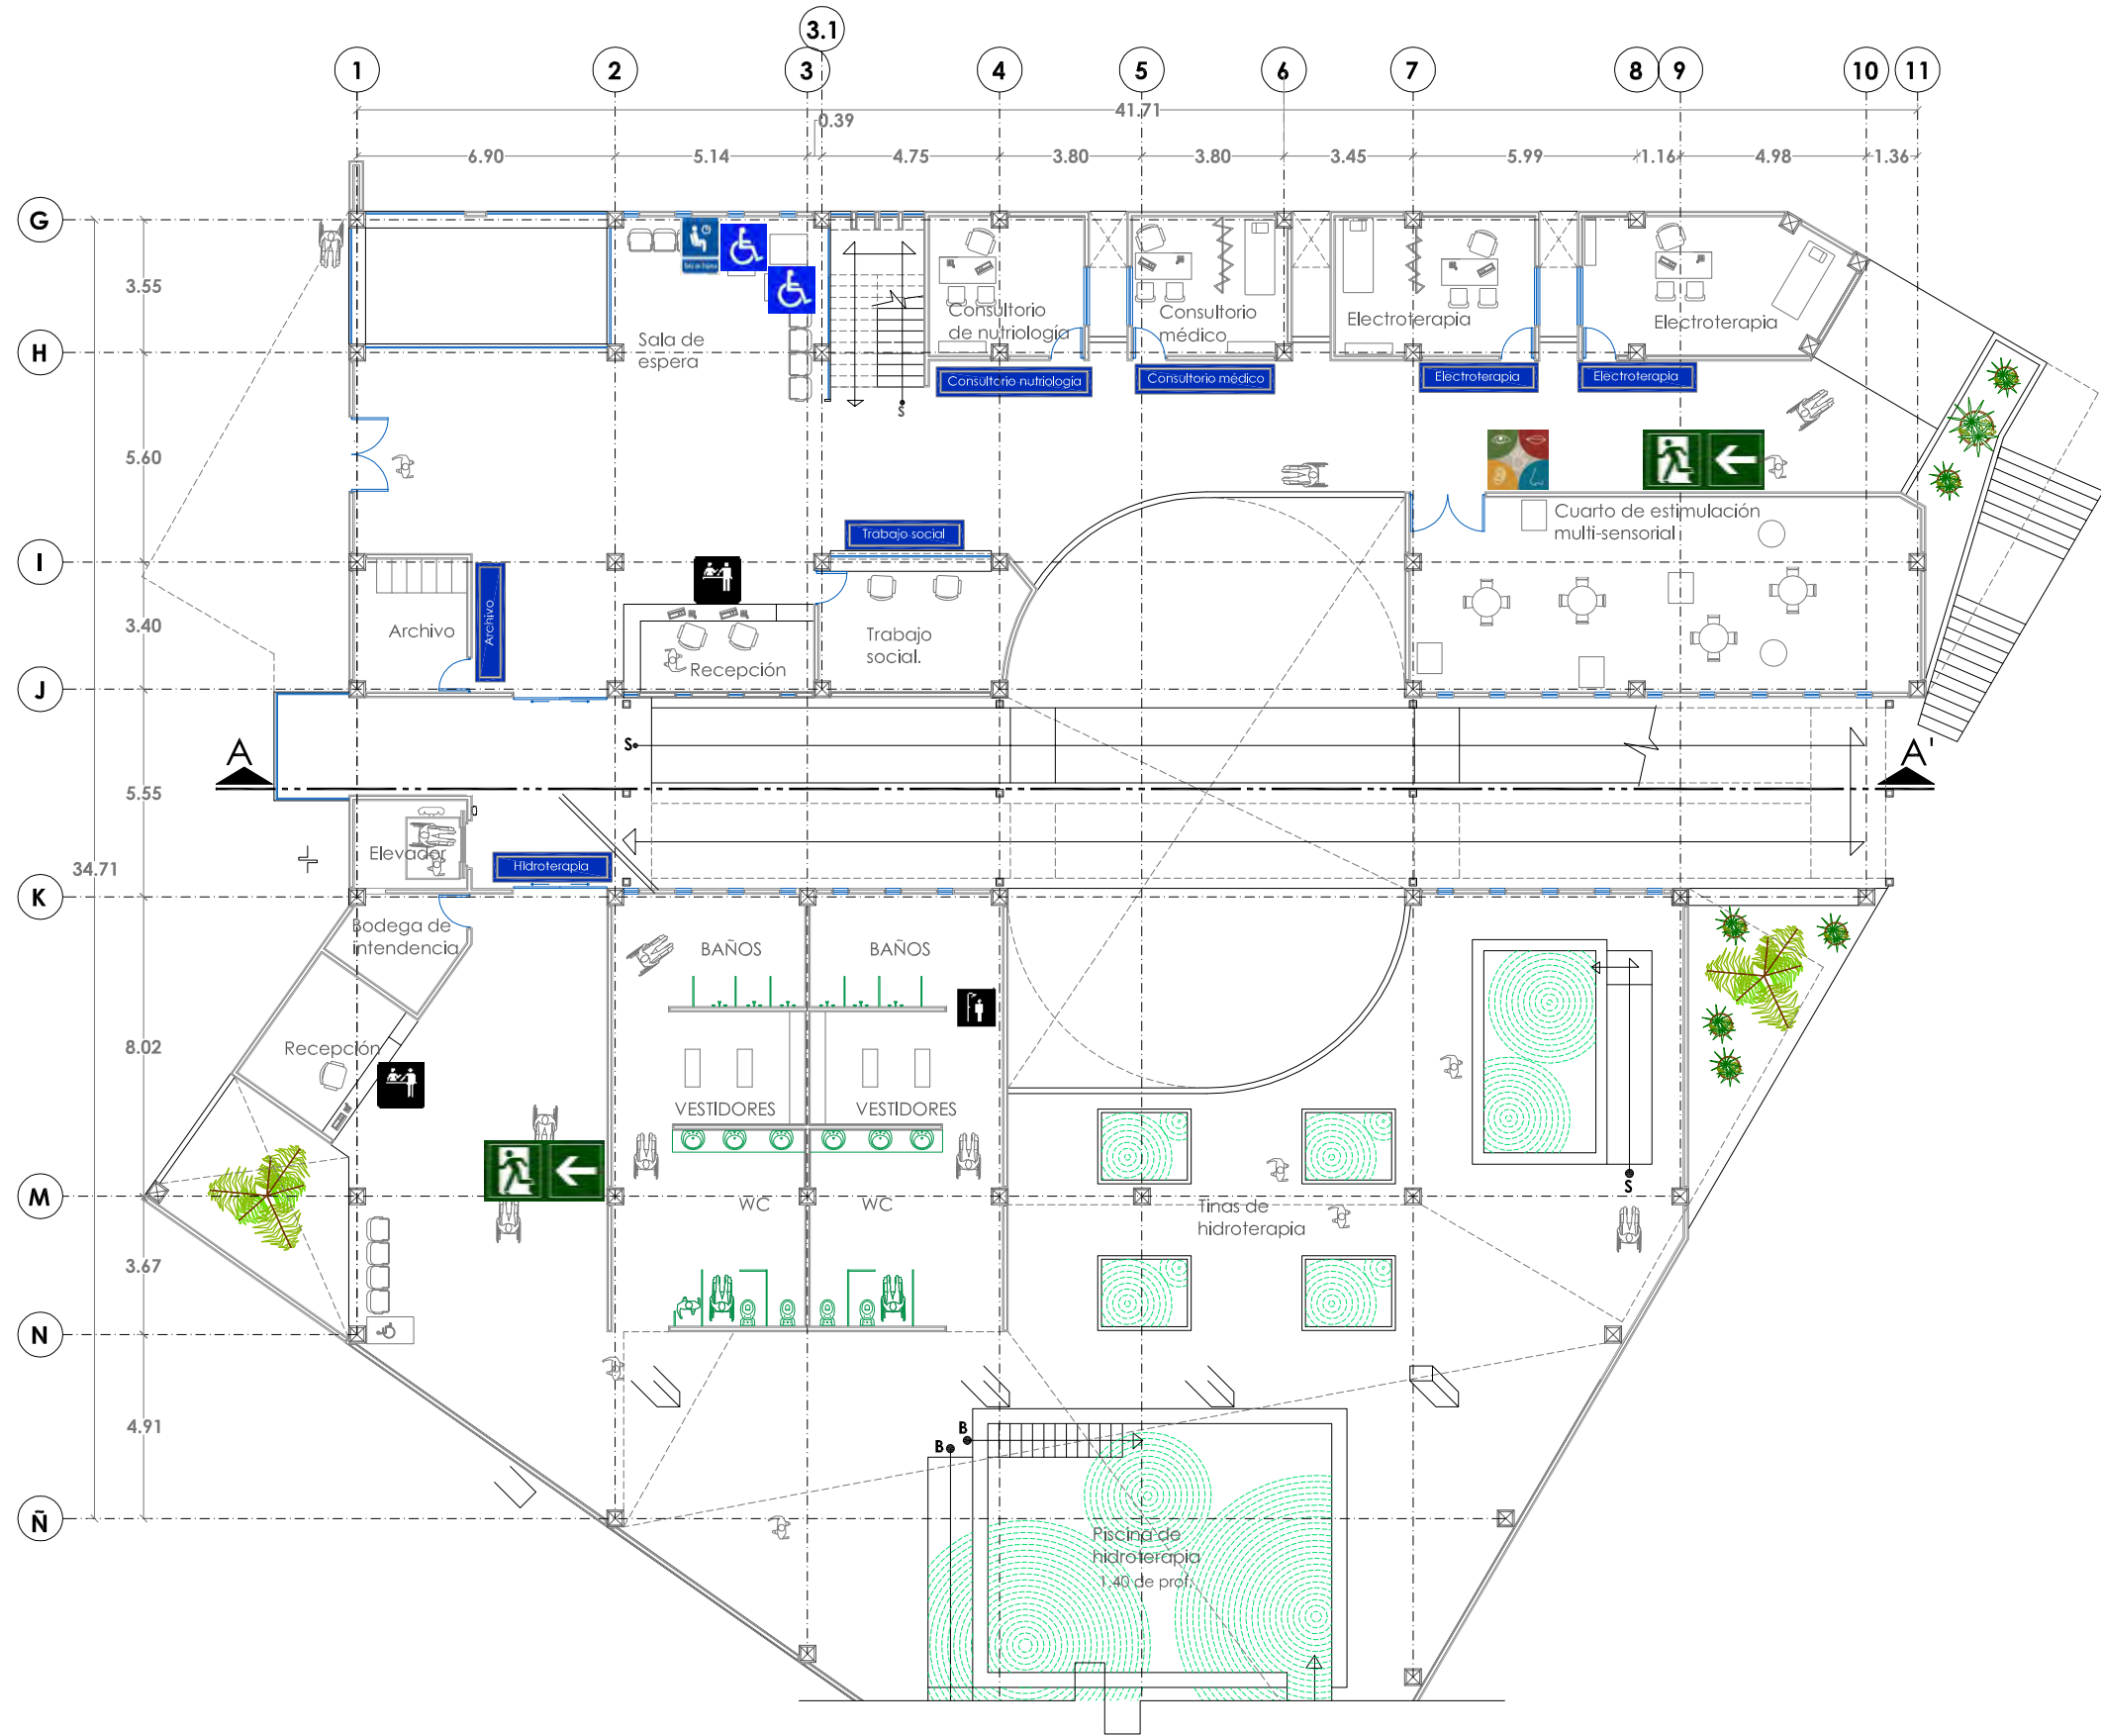 3.1
1
2
3
4
5
6
7
8
9
10
11
41.71
0.39
6.90
5.14
4.75
3.80
3.80
3.45
5.99
1.16
4.98
1.36
G
3.55
Consultorio
de nutriología
Consultorio
médico
Electroterapia
Electroterapia
Sala de
espera
H
Consultorio nutriología
Consultorio médico
Electroterapia
Electroterapia
S
5.60
Cuarto de estimulación
multi-sensorial
Trabajo social
I
3.40
Archivo
Archivo
Recepción
Trabajo
social.
J
S
A
A'
5.55
Elevador
Hidroterapia
34.71
K
Bodega de
intendencia
BAÑOS
BAÑOS
8.02
Recepción
VESTIDORES
VESTIDORES
M
S
WC
WC
Tinas de
hidroterapia
3.67
N
4.91
B
B
Ñ
Piscina de
hidroterapia
1.40 de prof.